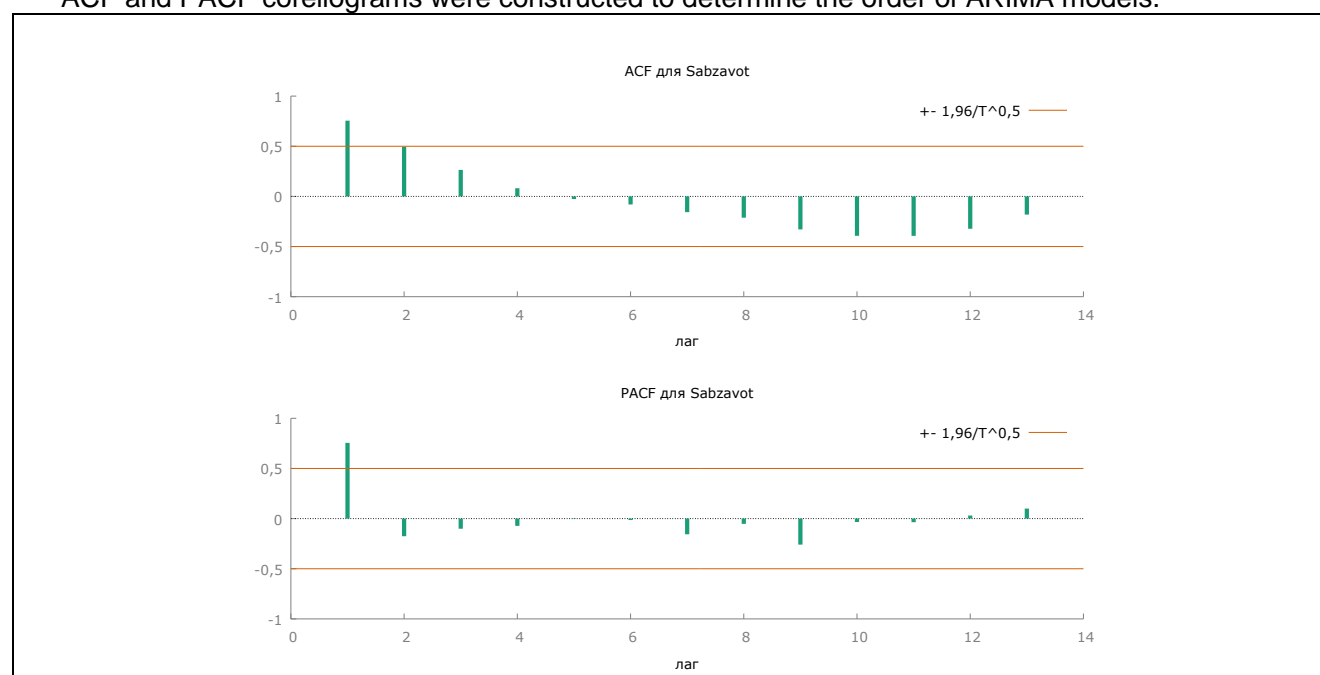 ACF and PACF corellograms were constructed to determine the order of ARIMA models.
ACF для Sabzavot
+- 1,96/T^0,5
1
0,5
0
-0,5
-1
0 2 4 6 8 10 12 14
лаг
PACF для Sabzavot
+- 1,96/T^0,5
1
0,5
0
-0,5
-1
0 2 4 6 8 10 12 14
лаг